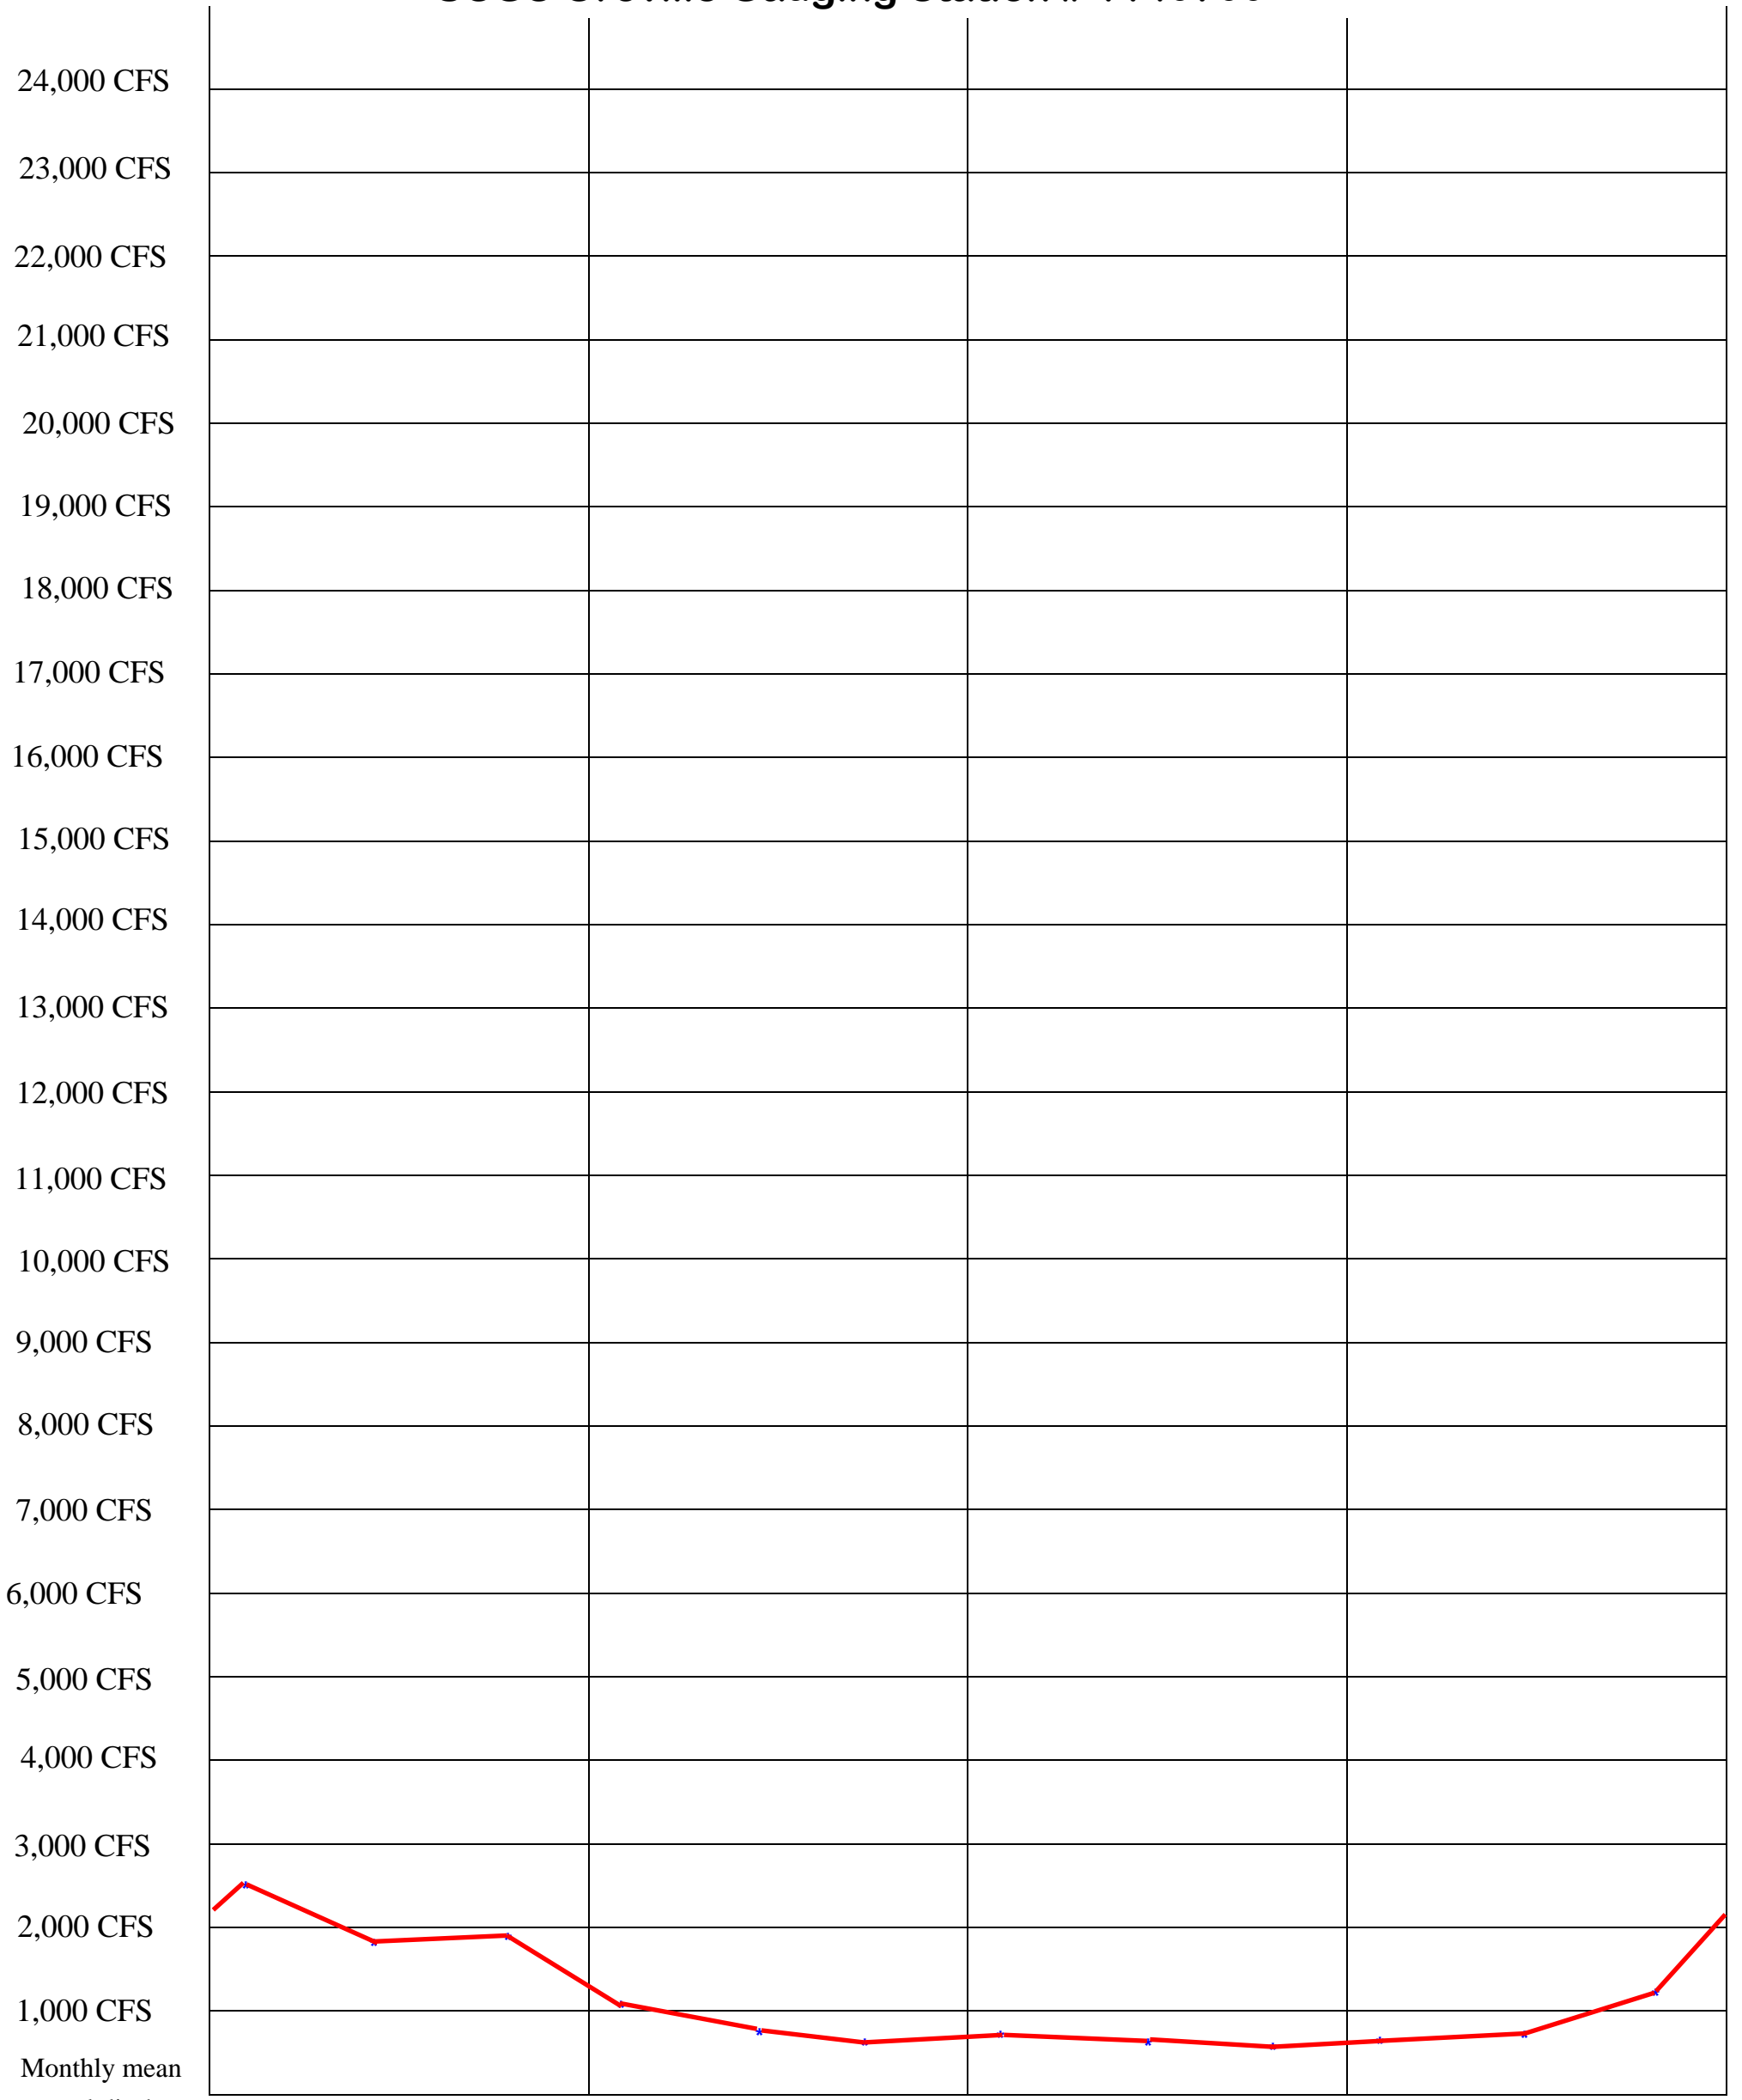 24,000 CFS
23,000 CFS
22,000 CFS
21,000 CFS
20,000 CFS
19,000 CFS
18,000 CFS
17,000 CFS
16,000 CFS
15,000 CFS
14,000 CFS
13,000 CFS
12,000 CFS
11,000 CFS
10,000 CFS
9,000 CFS
8,000 CFS
7,000 CFS
6,000 CFS
5,000 CFS
4,000 CFS
3,000 CFS
2,000 CFS
1,000 CFS
Monthly mean